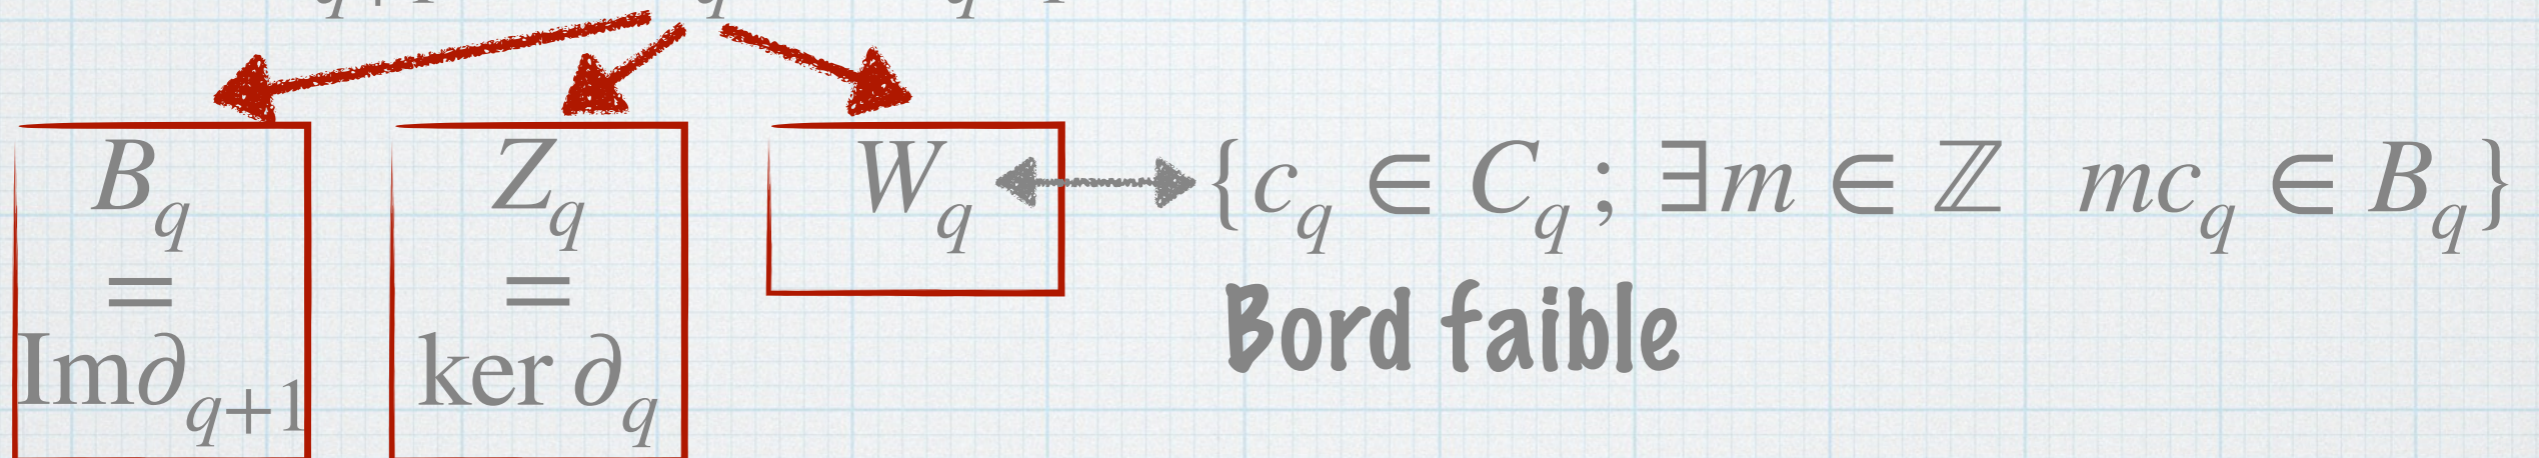 B_q Z_q W_q {c_q ∈ C_q ; ∃m ∈ ℤ mc_q ∈ B_q}
= = Bord faible
Im∂_{q+1} ker ∂_q